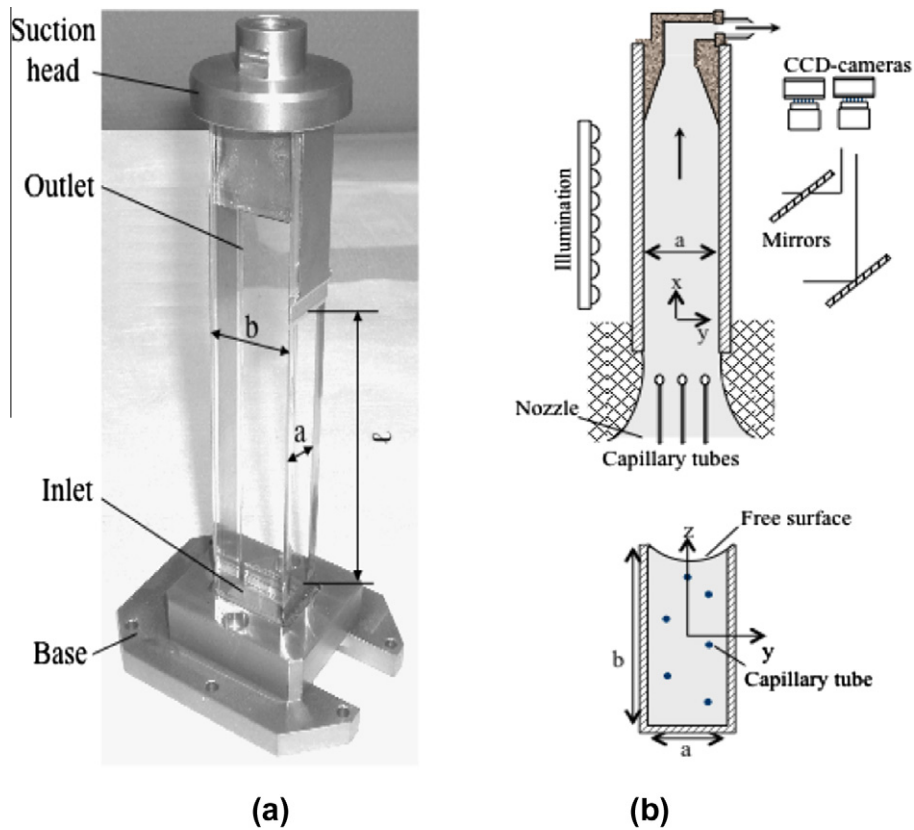 Suction
head
Outlet
b
a
ℓ
Inlet
Base
(a)
CCD-cameras
Illumination
a
Mirrors
x
y
Nozzle
Capillary tubes
Free surface
z
y
b
Capillary tube
a
(b)